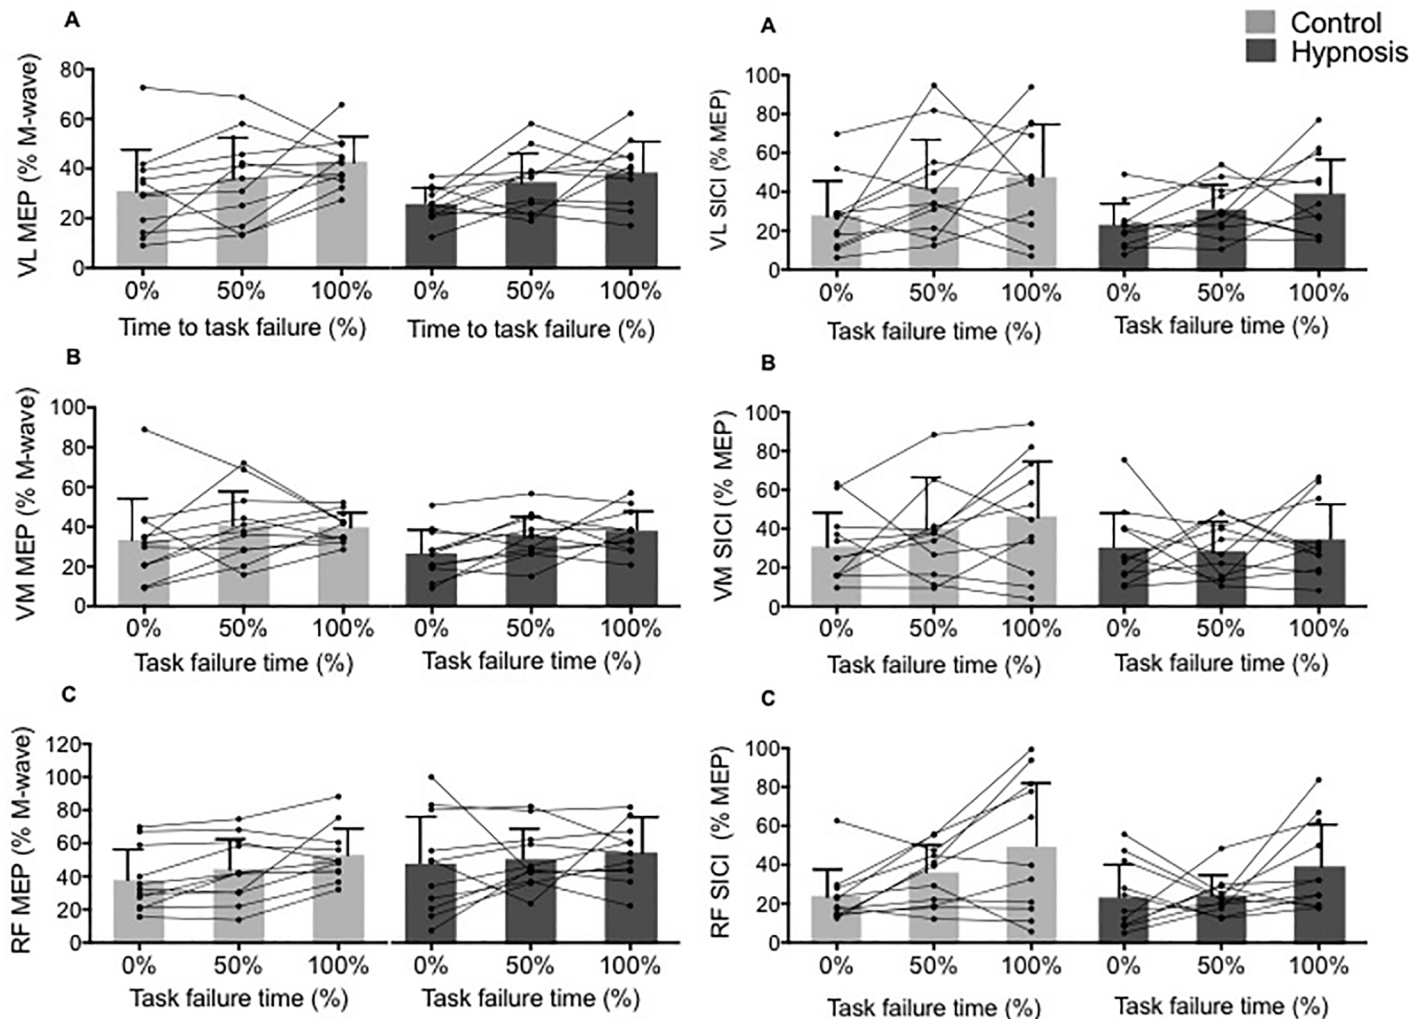 A
VL MEP (% M-wave)
80
60
40
20
0
0% 50% 100% 0% 50% 100%
Time to task failure (%) Time to task failure (%)
A
Control
Hypnosis
VL SICI (% MEP)
100
80
60
40
20
0
0% 50% 100% 0% 50% 100%
Task failure time (%) Task failure time (%)
B
VM MEP (% M-wave)
100
80
60
40
20
0
0% 50% 100% 0% 50% 100%
Task failure time (%) Task failure time (%)
B
VM SICI (% MEP)
100
80
60
40
20
0
0% 50% 100% 0% 50% 100%
Task failure time (%) Task failure time (%)
C
RF MEP (% M-wave)
120
100
80
60
40
20
0
0% 50% 100% 0% 50% 100%
Task failure time (%) Task failure time (%)
C
RF SICI (% MEP)
100
80
60
40
20
0
0% 50% 100% 0% 50% 100%
Task failure time (%) Task failure time (%)